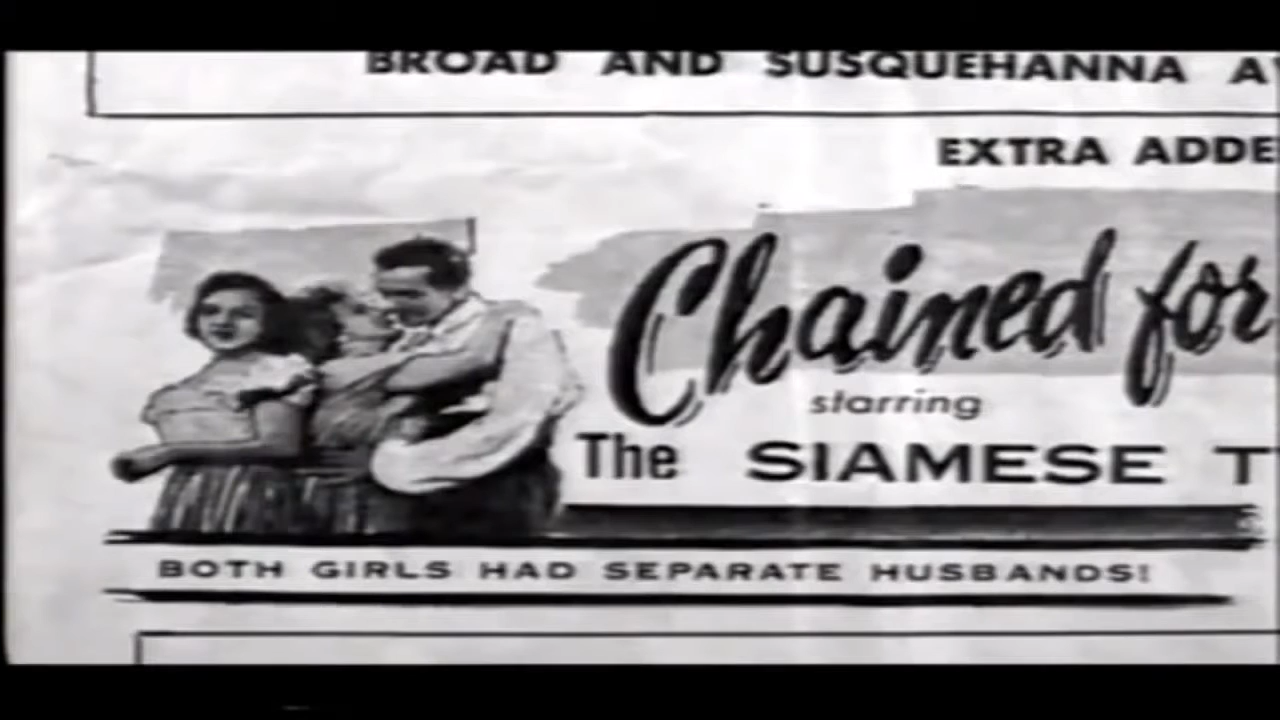 BROAD AND SUSQUEHANNA A
EXTRA ADDE
Chained for
starring
The SIAMESE T
BOTH GIRLS HAD SEPARATE HUSBANDS!